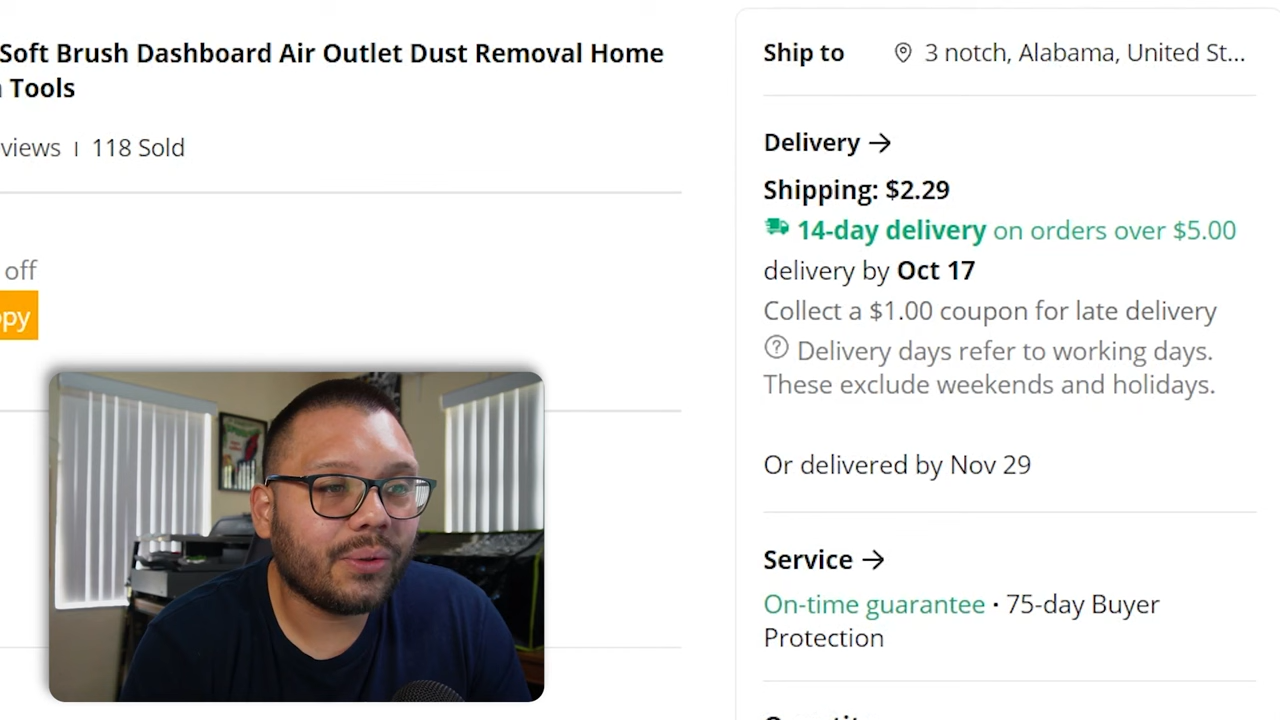 Soft Brush Dashboard Air Outlet Dust Removal Home
Tools
118 Sold
off
Ship to 3 notch, Alabama, United St...
Delivery →
Shipping: $2.29
14-day delivery on orders over $5.00
delivery by Oct 17
Collect a $1.00 coupon for late delivery
? Delivery days refer to working days.
These exclude weekends and holidays.
Or delivered by Nov 29
Service →
On-time guarantee · 75-day Buyer
Protection